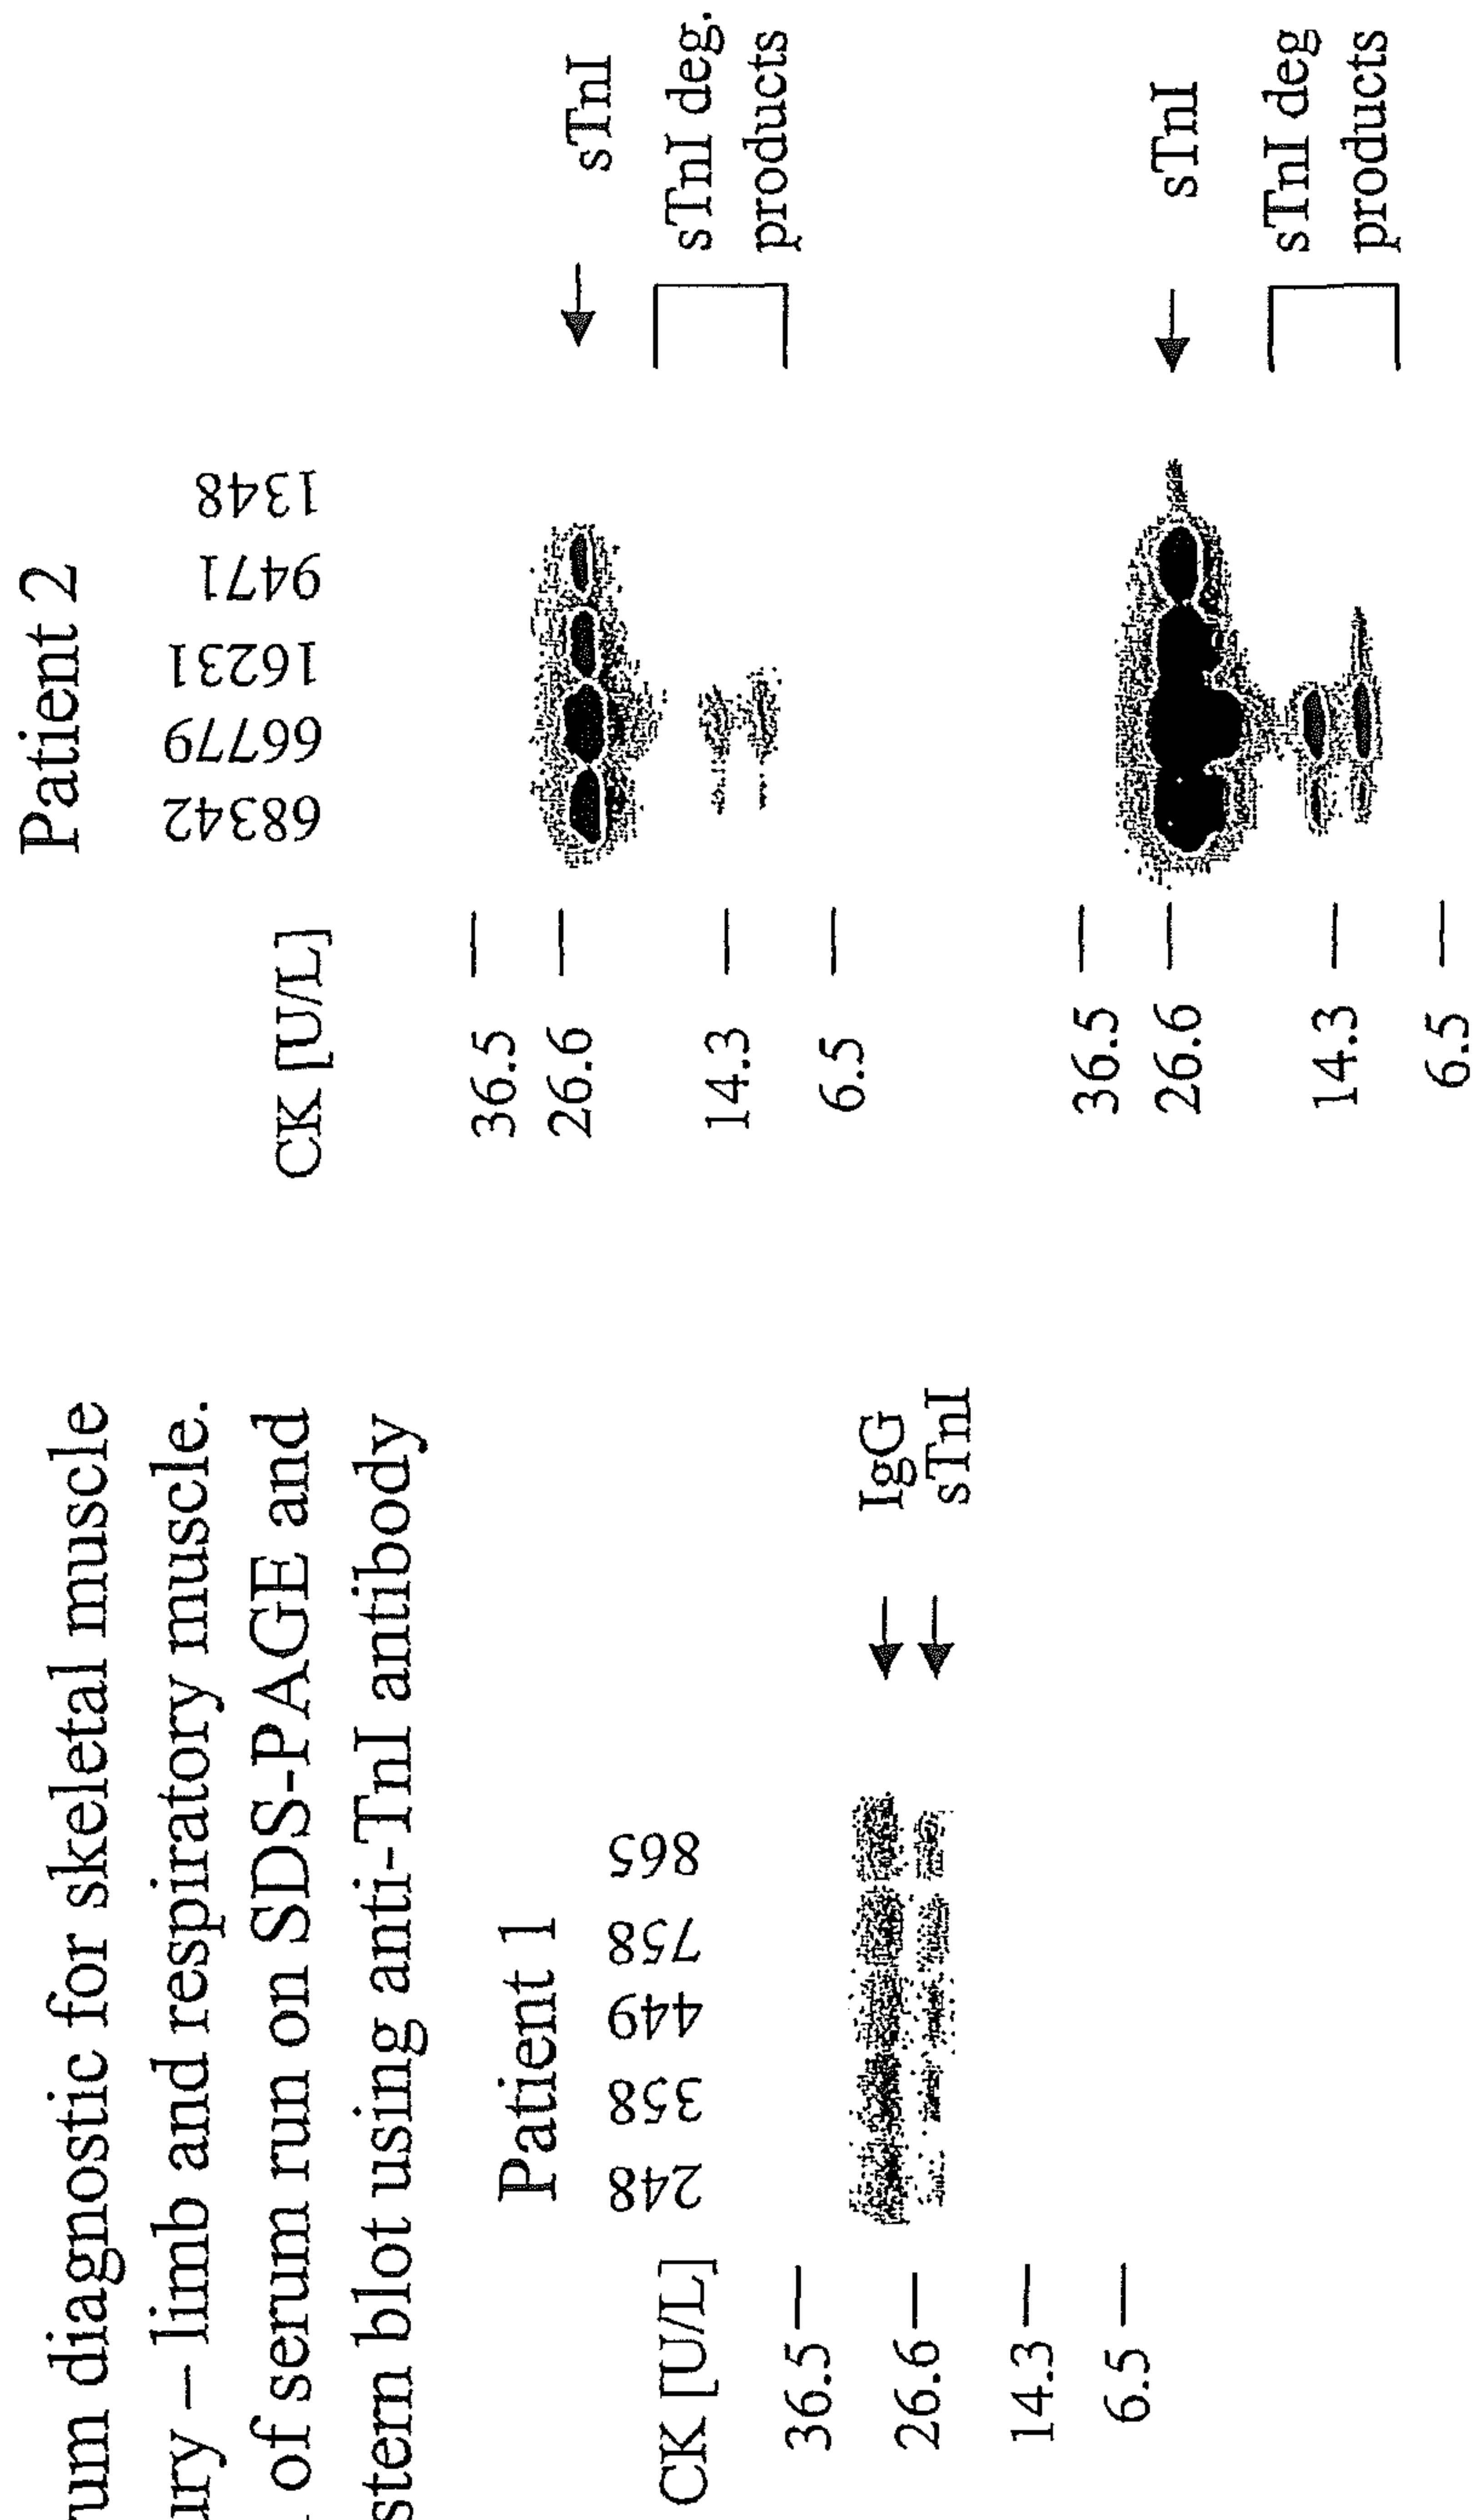 diagnostic for skeletal muscle
– limb and respiratory muscle.
of serum run on SDS-PAGE and
blot using anti-TnI antibody
Patient 1
CK [U/L]
248 358 449 758 865
36.5
26.6
14.3
6.5
IgG
sTnI
Patient 2
CK [U/L]
68342 66779 16231 9471 1348
36.5
26.6
14.3
6.5
sTnI
sTnI deg.
products
36.5
26.6
14.3
6.5
sTnI
sTnI deg
products